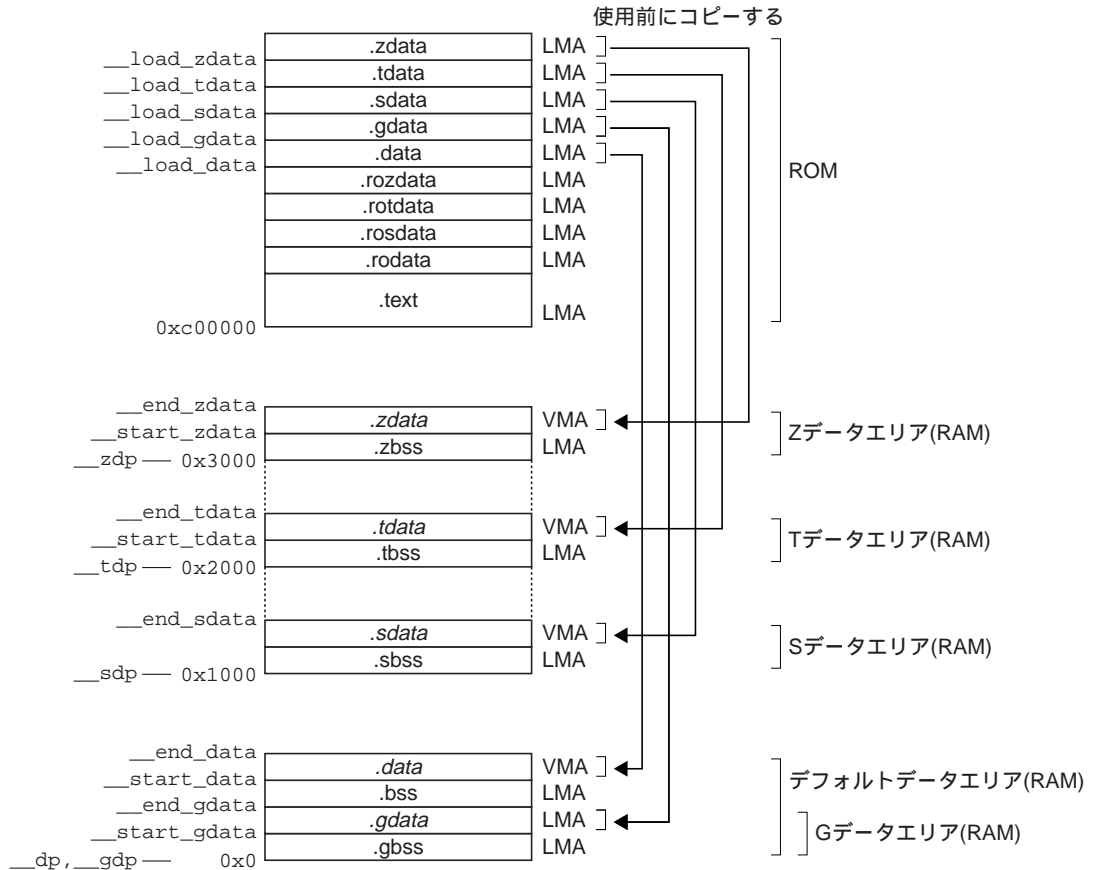 使用前にコピーする
.zdata LMA
__load_zdata
.tdata LMA
__load_tdata
.sdata LMA
__load_sdata
.gdata LMA
__load_gdata
.data LMA
__load_data
ROM
.rozdata LMA
.rotdata LMA
.rosdata LMA
.rodata LMA
.text LMA
0xc00000
__end_zdata
.zdata VMA
__start_zdata
Zデータエリア(RAM)
.zbss LMA
__zdp 0x3000
__end_tdata
.tdata VMA
__start_tdata
Tデータエリア(RAM)
.tbss LMA
__tdp 0x2000
__end_sdata
.sdata VMA
Sデータエリア(RAM)
.sbss LMA
__sdp 0x1000
__end_data
.data VMA
__start_data
デフォルトデータエリア(RAM)
.bss LMA
__end_gdata
.gdata LMA
__start_gdata
Gデータエリア(RAM)
.gbss LMA
__dp,__gdp 0x0